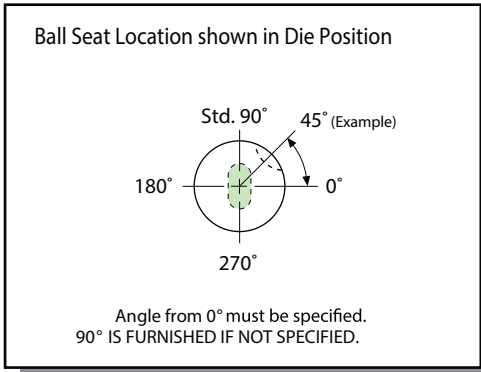 Ball Seat Location shown in Die Position
Std. 90°
45° (Example)
180°
0°
270°
Angle from 0° must be specified.
90° IS FURNISHED IF NOT SPECIFIED.